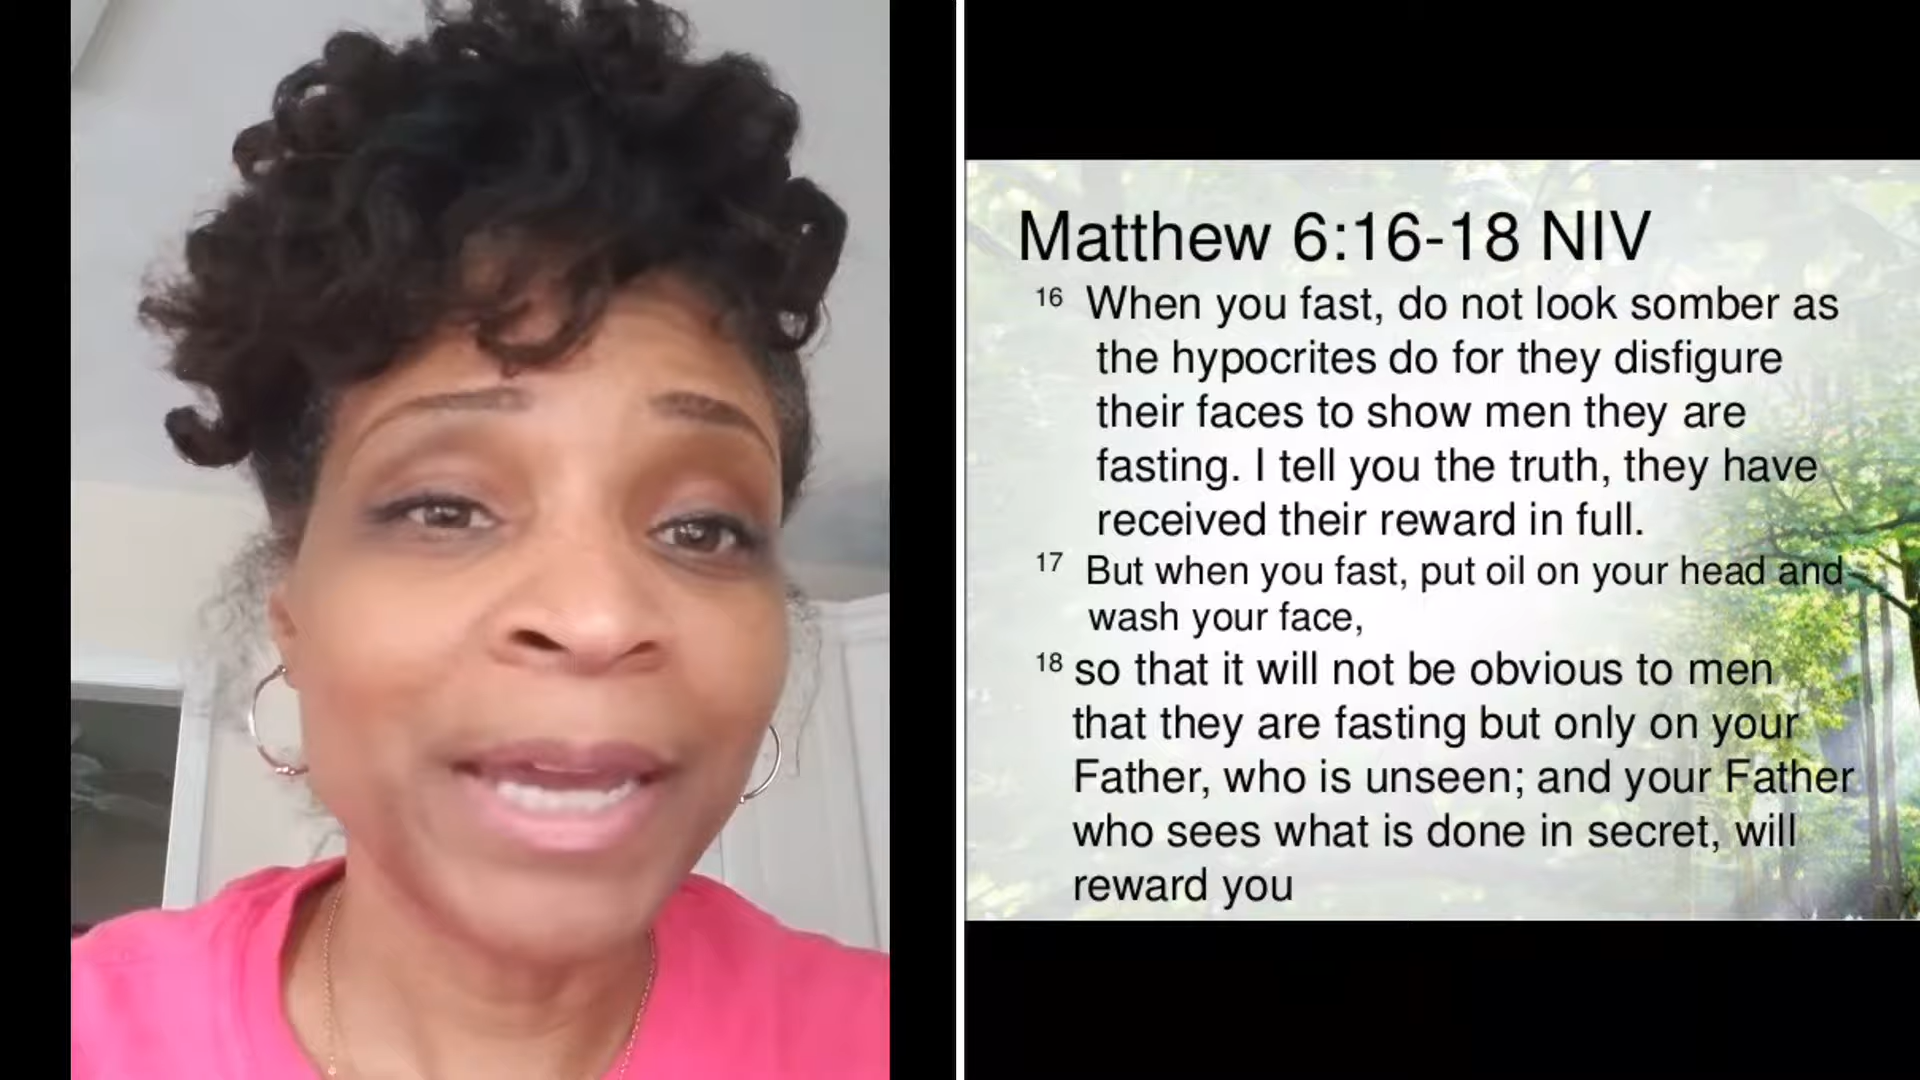 Matthew 6:16-18 NIV
16 When you fast, do not look somber as
the hypocrites do for they disfigure
their faces to show men they are
fasting. I tell you the truth, they have
received their reward in full.
17 But when you fast, put oil on your head and
wash your face,
18 so that it will not be obvious to men
that they are fasting but only on your
Father, who is unseen; and your Father
who sees what is done in secret, will
reward you